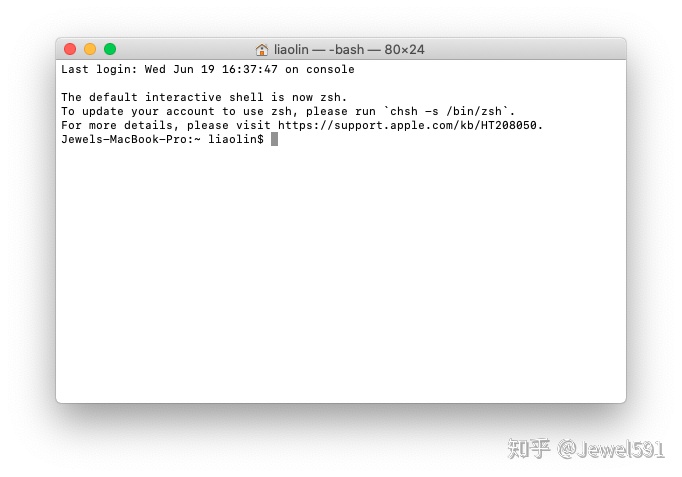 liaolin — -bash — 80×24
Last login: Wed Jun 19 16:37:47 on console
The default interactive shell is now zsh.
To update your account to use zsh, please run `chsh -s /bin/zsh`.
For more details, please visit https://support.apple.com/kb/HT208050.
Jewels-MacBook-Pro:~ liaolin$
知乎 @Jewel591